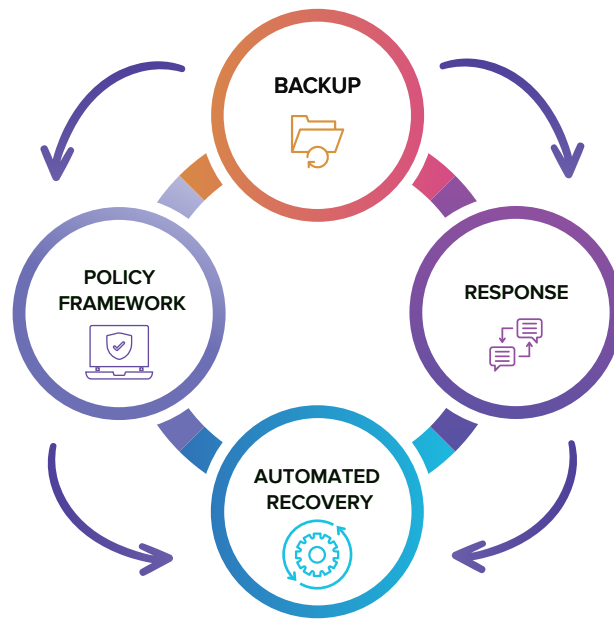 BACKUP
POLICY
FRAMEWORK
RESPONSE
AUTOMATED
RECOVERY